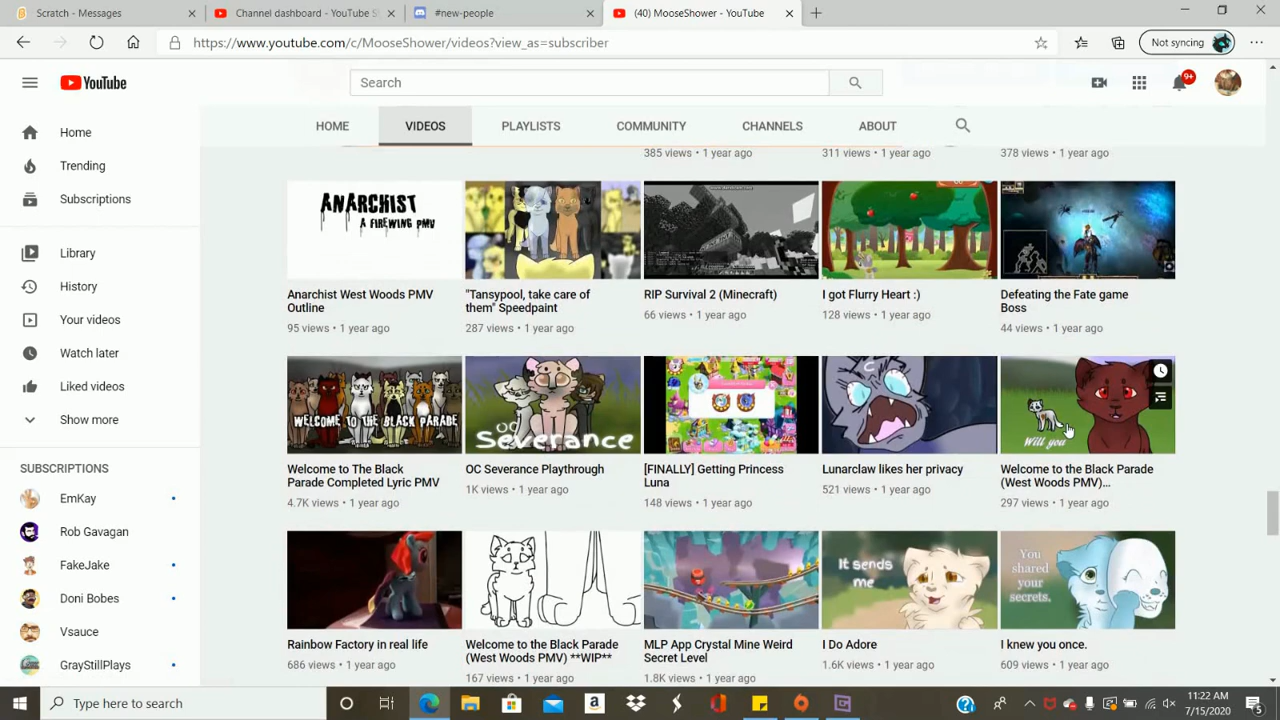 Scratch - Messages
Channel dashboard - YouTube S
#new-people
(40) MooseShower - YouTube
https://www.youtube.com/c/MooseShower/videos?view_as=subscriber
Not syncing
YouTube
Search
9+
HOME
VIDEOS
PLAYLISTS
COMMUNITY
CHANNELS
ABOUT
Home
Trending
Subscriptions
Library
History
Your videos
Watch later
Liked videos
Show more
SUBSCRIPTIONS
EmKay
Rob Gavagan
FakeJake
Doni Bobes
Vsauce
GrayStillPlays
385 views • 1 year ago
311 views • 1 year ago
378 views • 1 year ago
ANARCHIST
A FIREWING PMV
Anarchist West Woods PMV
Outline
95 views • 1 year ago
"Tansypool, take care of
them" Speedpaint
287 views • 1 year ago
RIP Survival 2 (Minecraft)
66 views • 1 year ago
I got Flurry Heart :)
128 views • 1 year ago
Defeating the Fate game
Boss
44 views • 1 year ago
WELCOME TO THE BLACK PARADE
Welcome to The Black
Parade Completed Lyric PMV
4.7K views • 1 year ago
Severance
OC Severance Playthrough
1K views • 1 year ago
[FINALLY] Getting Princess
Luna
148 views • 1 year ago
Lunarclaw likes her privacy
521 views • 1 year ago
Will you
Welcome to the Black Parade
(West Woods PMV)...
297 views • 1 year ago
Rainbow Factory in real life
686 views • 1 year ago
Welcome to the Black Parade
(West Woods PMV) **WIP**
167 views • 1 year ago
MLP App Crystal Mine Weird
Secret Level
1.8K views • 1 year ago
It sends
me
I Do Adore
1.6K views • 1 year ago
You
shared
your
secrets.
I knew you once.
609 views • 1 year ago
Type here to search
11:22 AM
7/15/2020
5